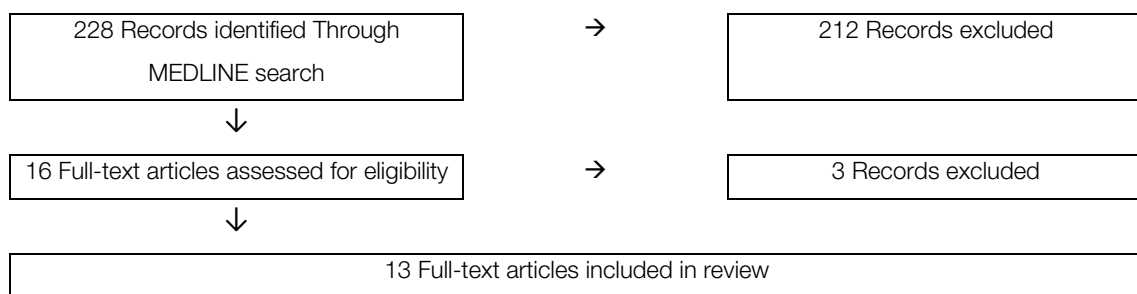 228 Records identified Through
MEDLINE search
→
212 Records excluded
↓
16 Full-text articles assessed for eligibility
→
3 Records excluded
↓
13 Full-text articles included in review